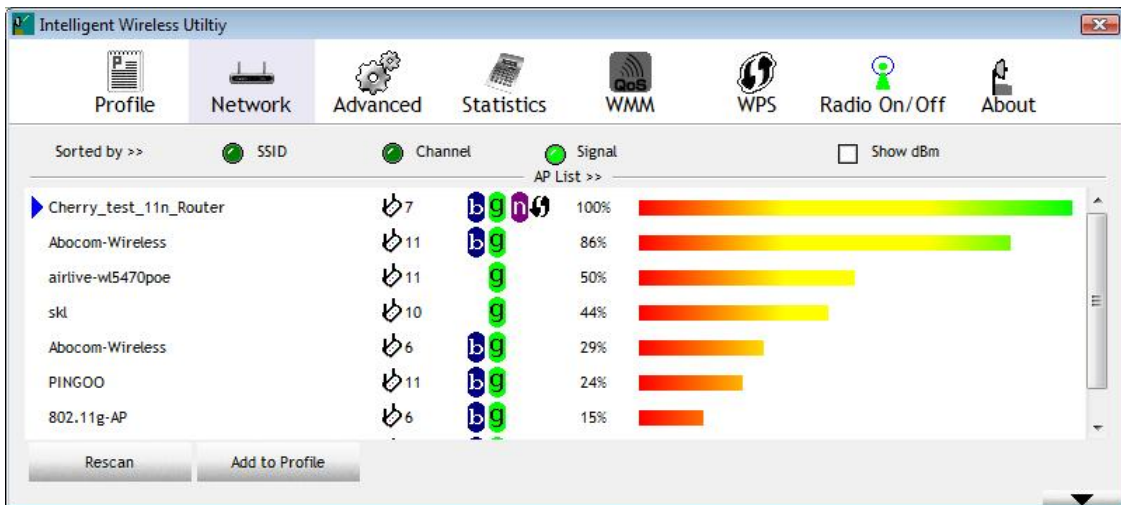 Intelligent Wireless Utiltiy
Profile Network Advanced Statistics QoS WMM WPS Radio On/Off About
Sorted by >> SSID Channel Signal Show dBm
AP List >>
Cherry_test_11n_Router 7 b g n 100%
Abocom-Wireless 11 b g 86%
airlive-wl5470poe 11 g 50%
skl 10 g 44%
Abocom-Wireless 6 b g 29%
PINGOO 11 b g 24%
802.11g-AP 6 b g 15%
Rescan Add to Profile